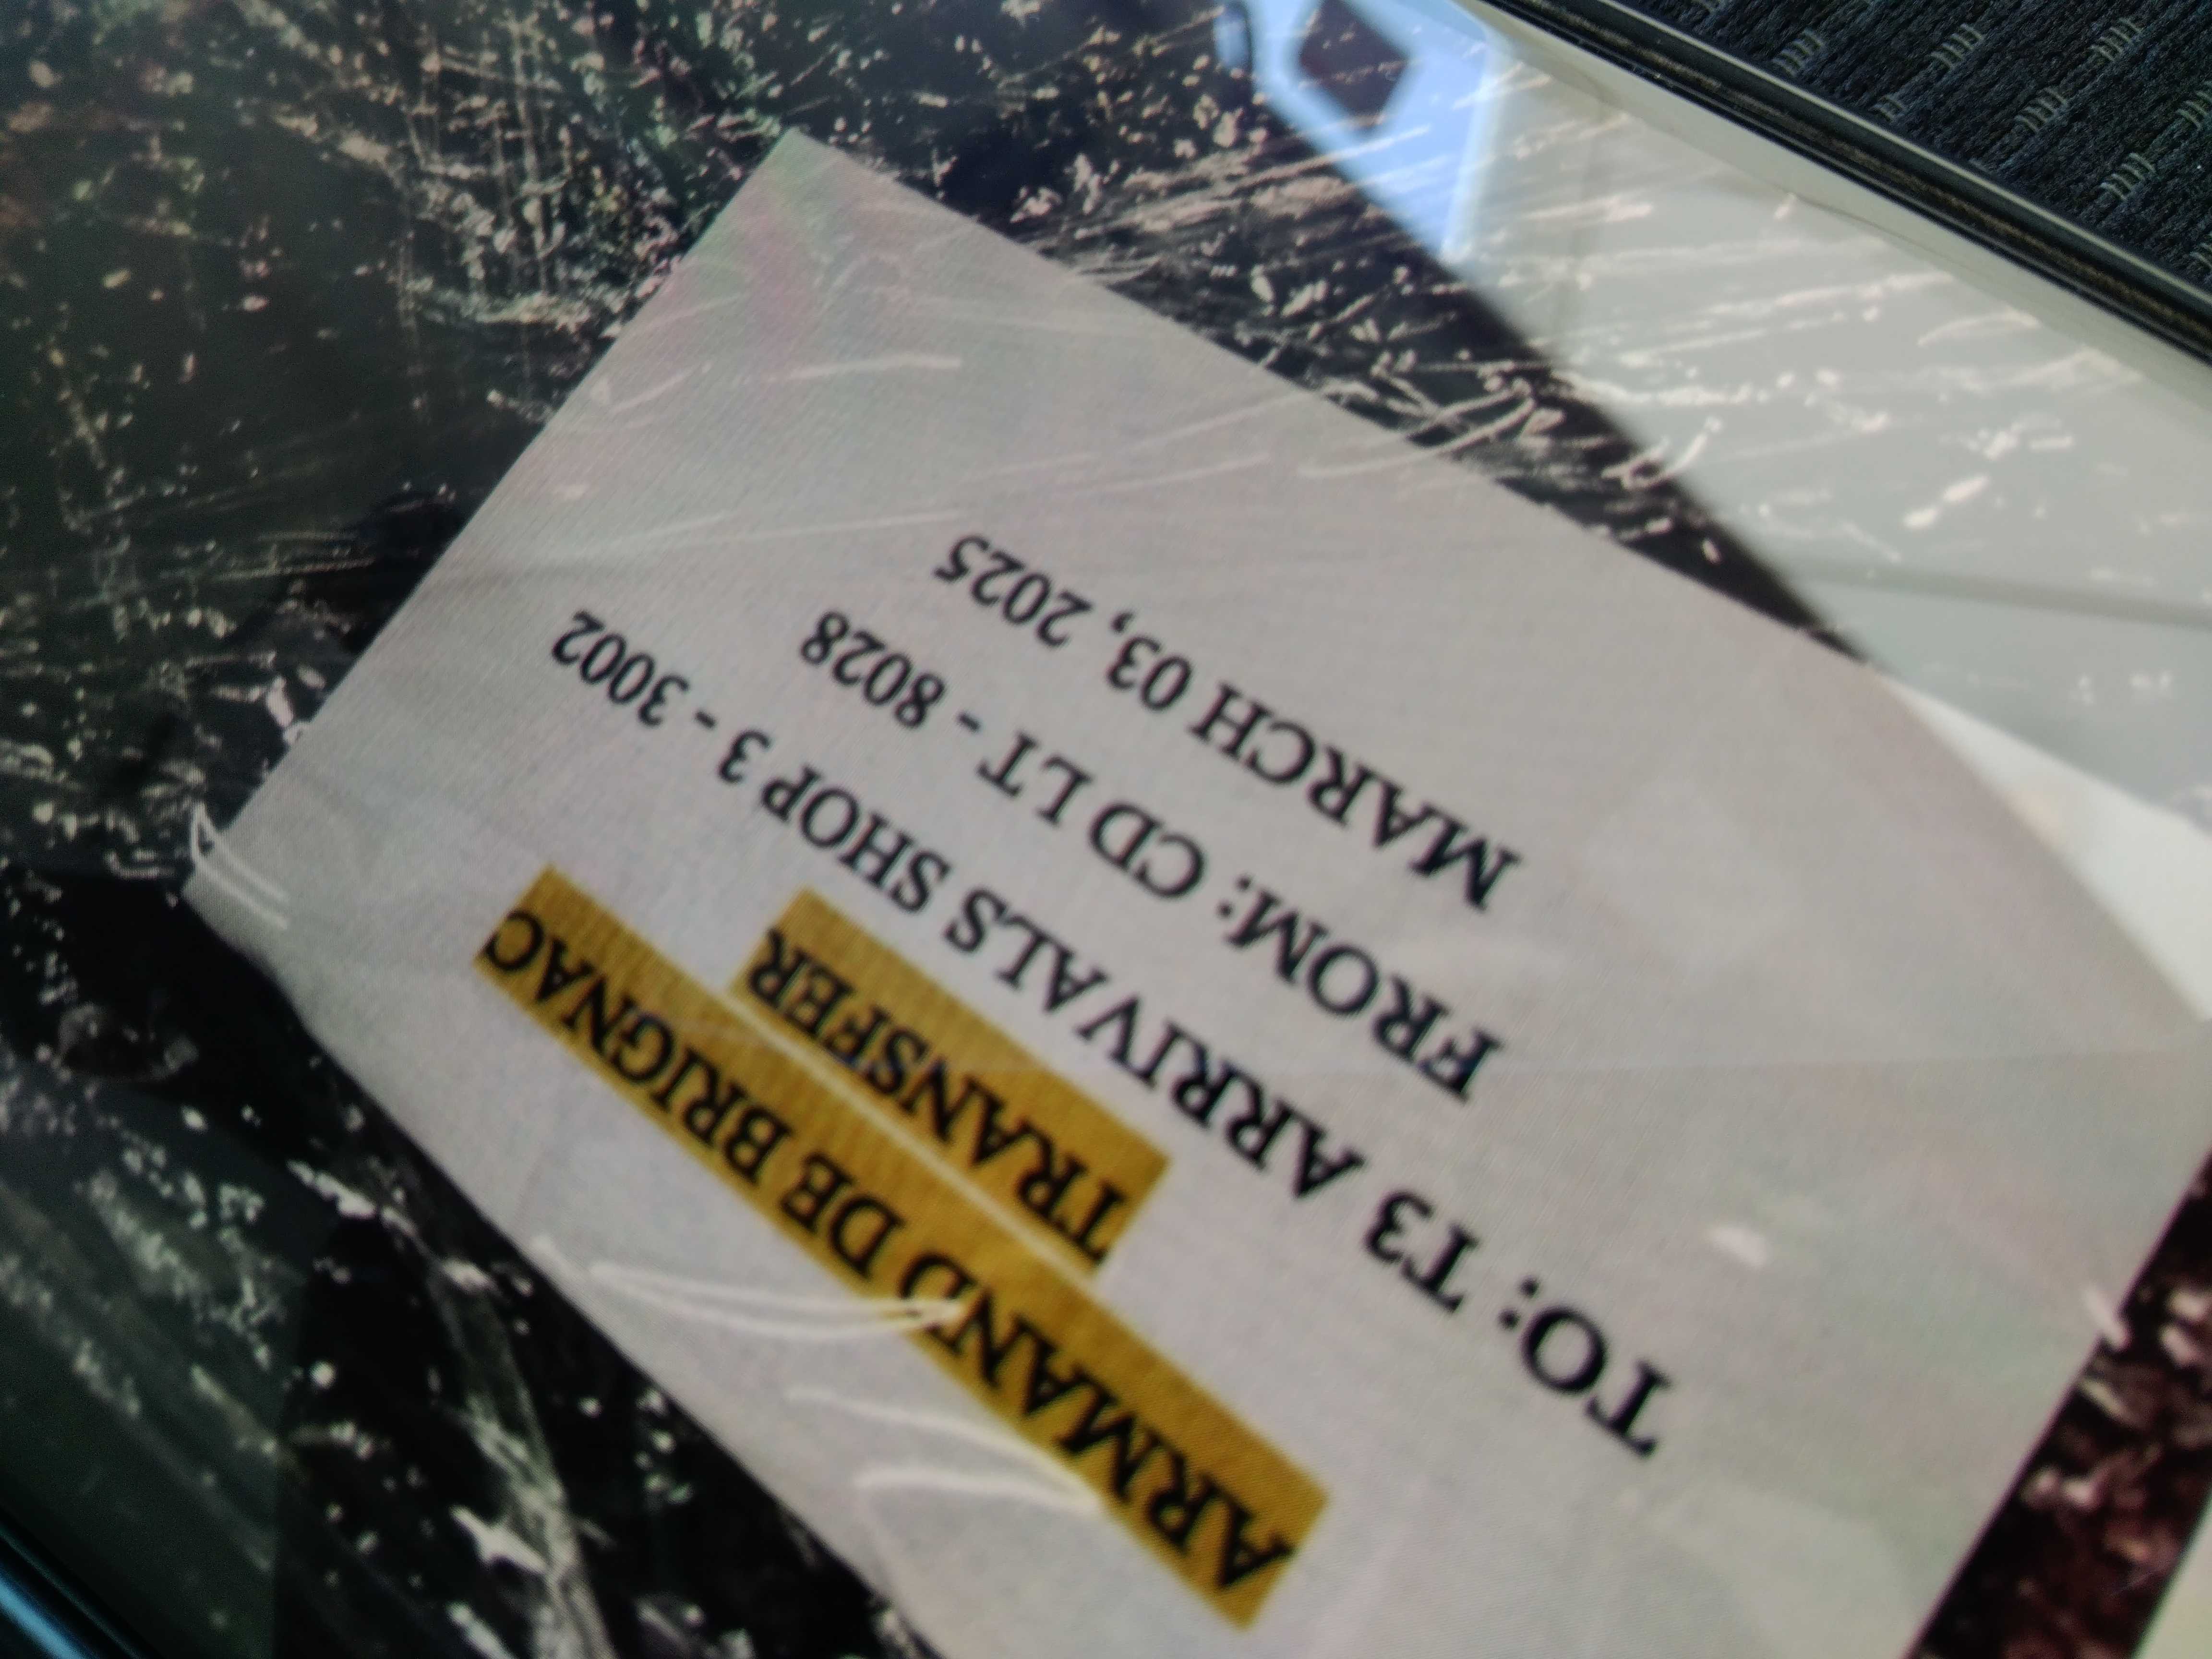 ARMAND DE BRIGNAC
TRANSFER
TO: T3 ARRIVALS SHOP 3 - 3002
FROM: CD LT - 8028
MARCH 03, 2025